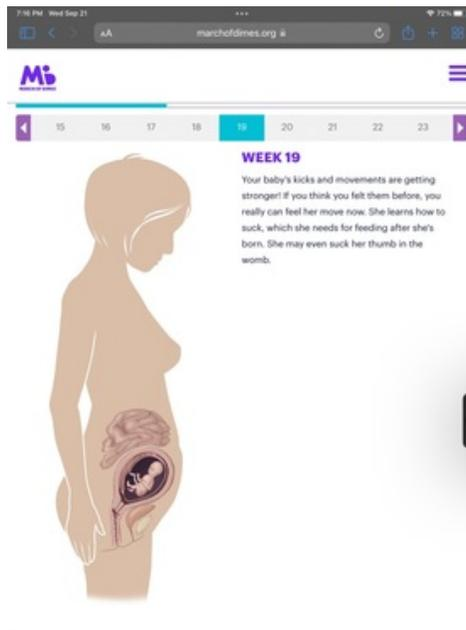 7:16 PM Wed Sep 21
72%
AA
marchofdimes.org
MARCH OF DIMES
15 16 17 18 19 20 21 22 23
WEEK 19
Your baby's kicks and movements are getting
stronger! If you think you felt them before, you
really can feel her move now. She learns how to
suck, which she needs for feeding after she's
born. She may even suck her thumb in the
womb.